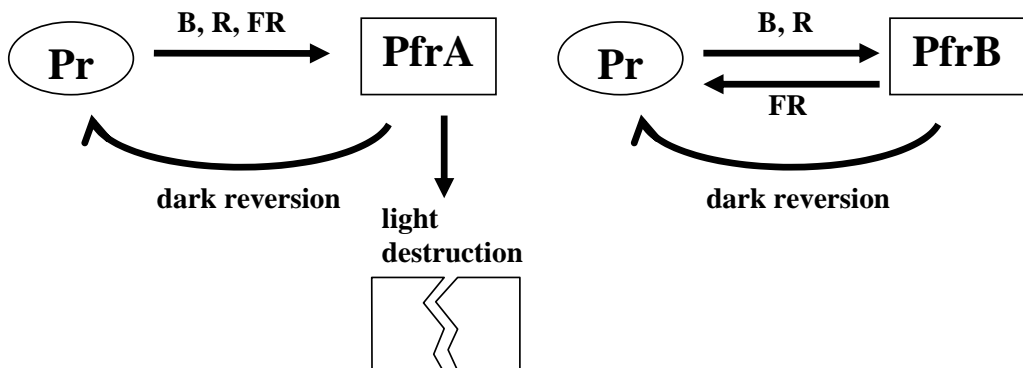 B, R, FR
Pr
PfrA
dark reversion
light
destruction
B, R
Pr
PfrB
FR
dark reversion